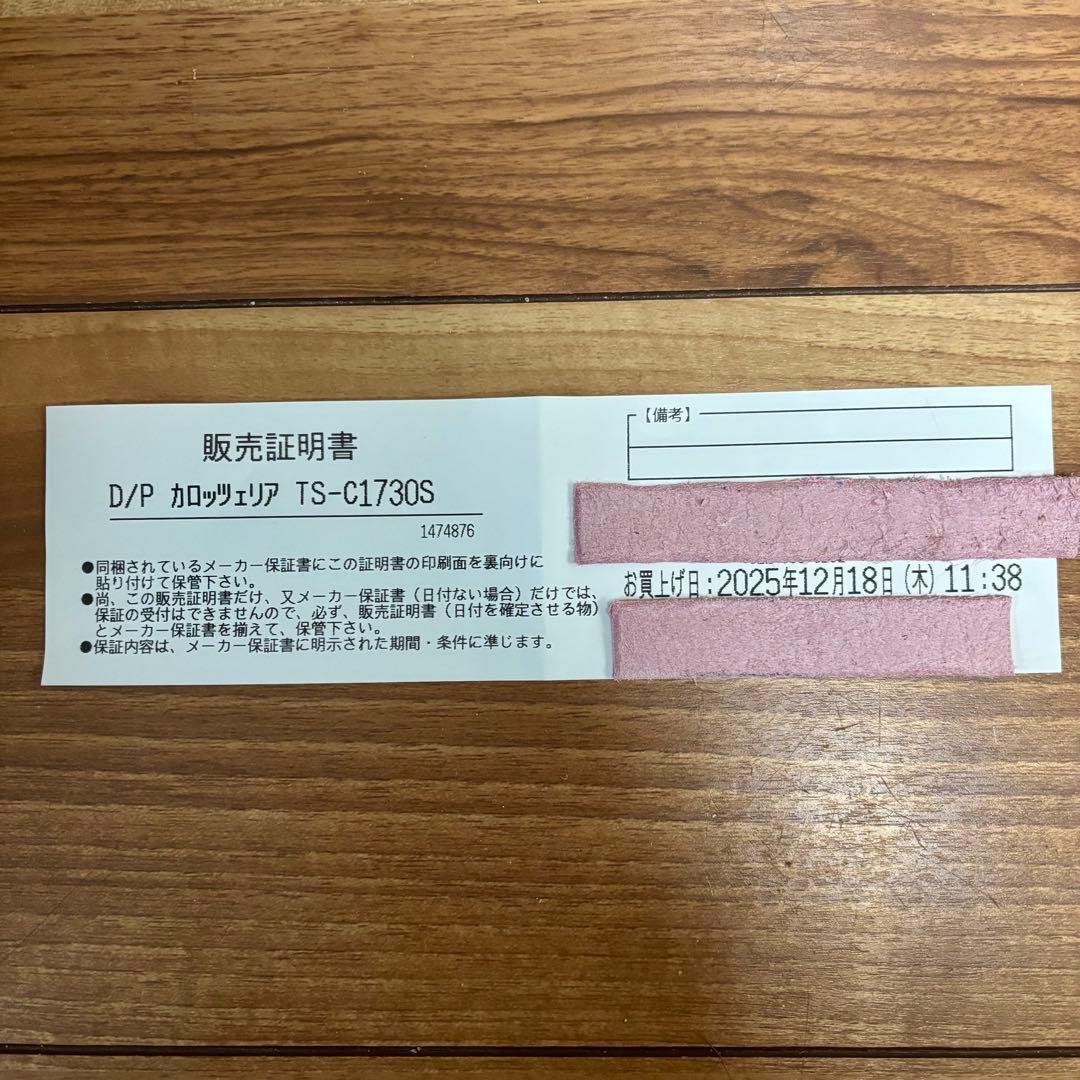 販売証明書
D/P ｶﾛｯﾂｪﾘｱ TS-C1730S
1474876
●同梱されているメーカー保証書にこの証明書の印刷面を裏向けに
貼り付けて保管下さい。
●尚、この販売証明書だけ、又メーカー保証書（日付ない場合）だけでは、
保証の受付はできませんので、必ず、販売証明書（日付を確定させる物）
とメーカー保証書を揃えて、保管下さい。
●保証内容は、メーカー保証書に明示された期間・条件に準じます。
【備考】
お買上げ日：2025年12月18日（木）11:38